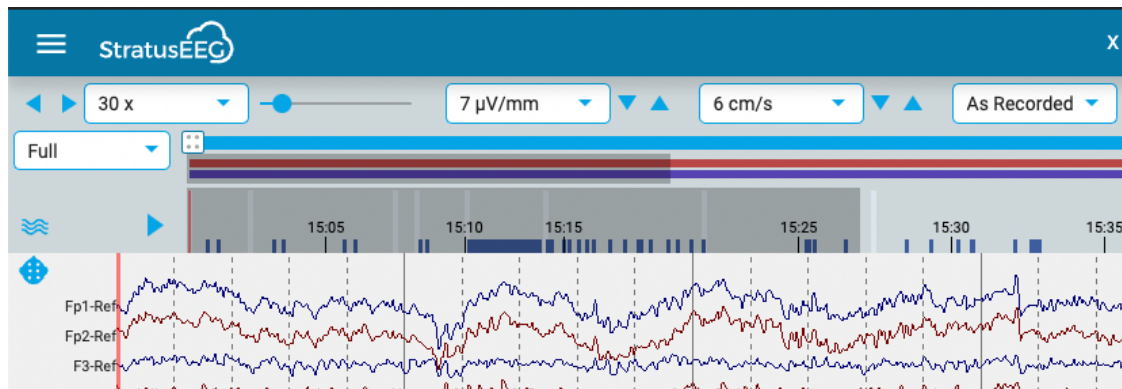 StratusEEG
X
30 x
7 µV/mm
6 cm/s
As Recorded
Full
15:05 15:10 15:15 15:25 15:30 15:35
Fp1-Ref
Fp2-Ref
F3-Ref